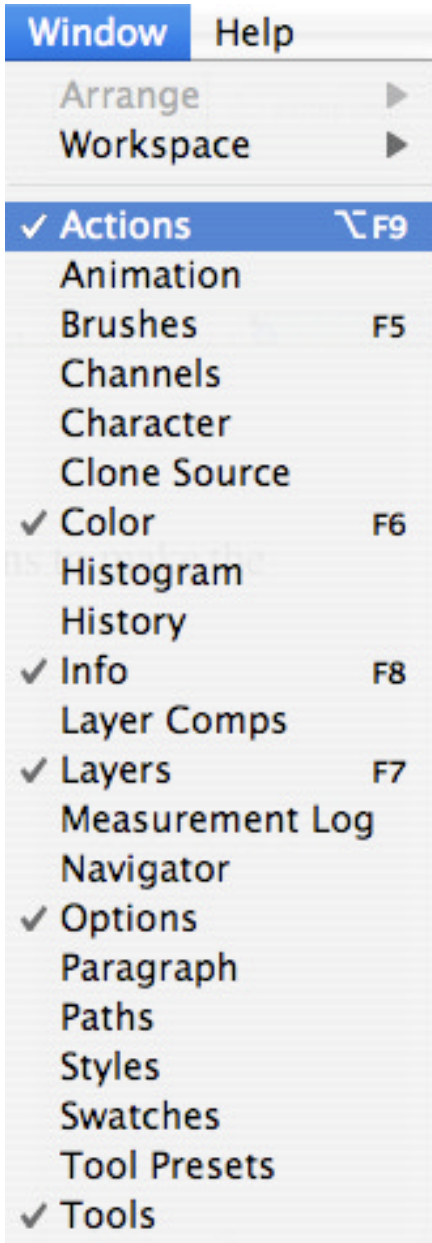 Window Help
Arrange
Workspace
✓ Actions ⌥F9
Animation
Brushes F5
Channels
Character
Clone Source
✓ Color F6
Histogram
History
✓ Info F8
Layer Comps
✓ Layers F7
Measurement Log
Navigator
✓ Options
Paragraph
Paths
Styles
Swatches
Tool Presets
✓ Tools